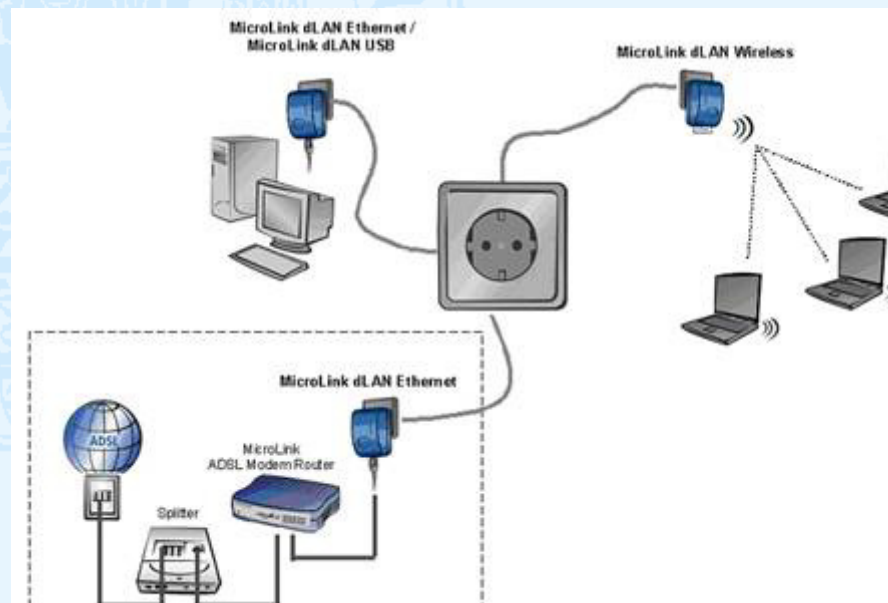 MicroLink dLAN Ethernet /
MicroLink dLAN USB
MicroLink dLAN Wireless
MicroLink dLAN Ethernet
ADSL
MicroLink
ADSL Modem Router
Splitter